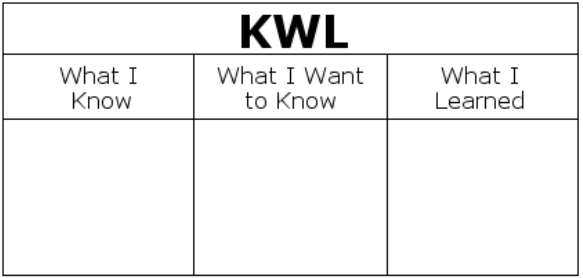 KWL
What I
Know
What I Want
to Know
What I
Learned